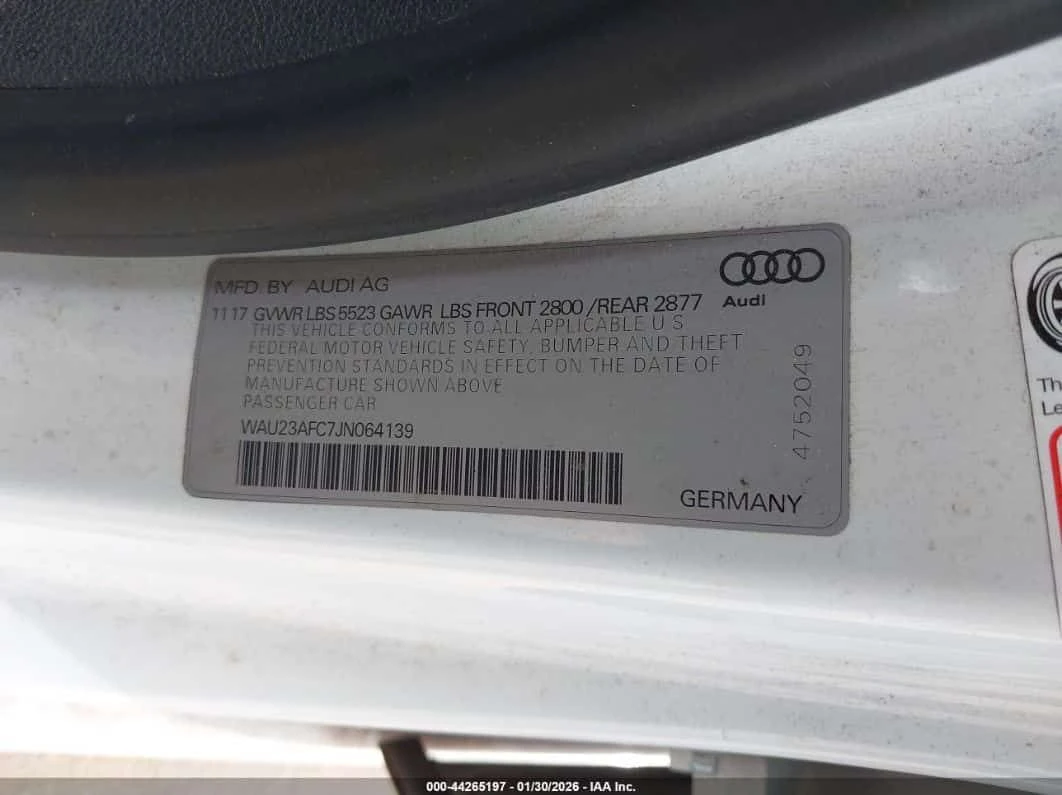 MFD. BY AUDI AG
Audi
11 17 GVWR LBS 5523 GAWR LBS FRONT 2800 / REAR 2877
THIS VEHICLE CONFORMS TO ALL APPLICABLE U S
FEDERAL MOTOR VEHICLE SAFETY, BUMPER AND THEFT
PREVENTION STANDARDS IN EFFECT ON THE DATE OF
MANUFACTURE SHOWN ABOVE
PASSENGER CAR
WAU23AFC7JN064139
4752049
GERMANY
Th
Le
000-44265197 - 01/30/2026 - IAA Inc.